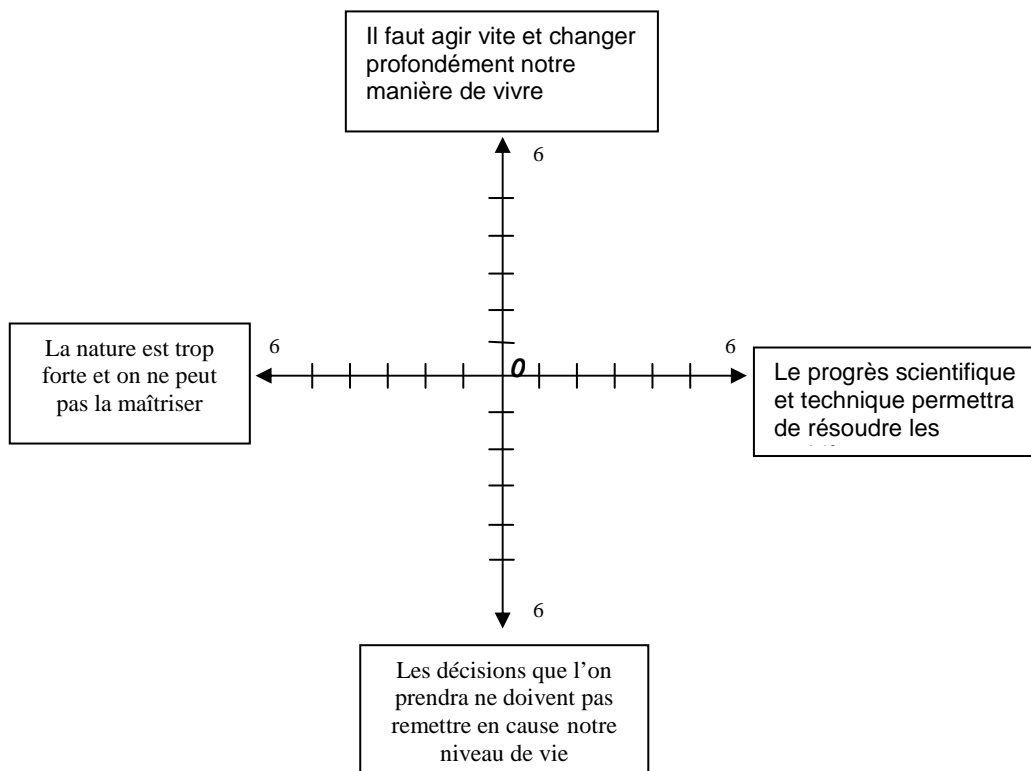 Il faut agir vite et changer
profondément notre
manière de vivre
6
La nature est trop
forte et on ne peut
pas la maîtriser
6
0
6
Le progrès scientifique
et technique permettra
de résoudre les
6
Les décisions que l'on
prendra ne doivent pas
remettre en cause notre
niveau de vie